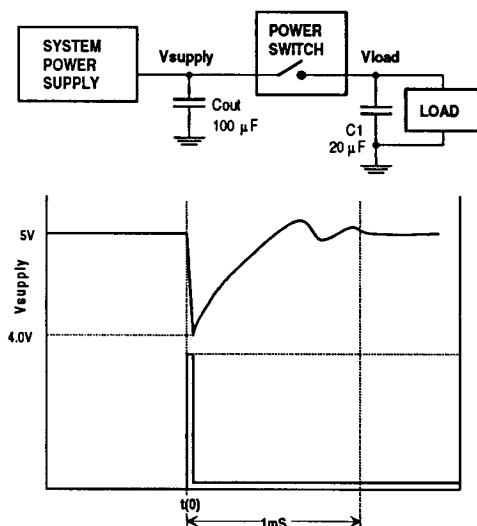 SYSTEM
POWER
SUPPLY
Vsupply
POWER
SWITCH
Vload
Cout
100 µF
C1
20 µF
LOAD
5V
Vsupply
4.0V
t(0)
1mS